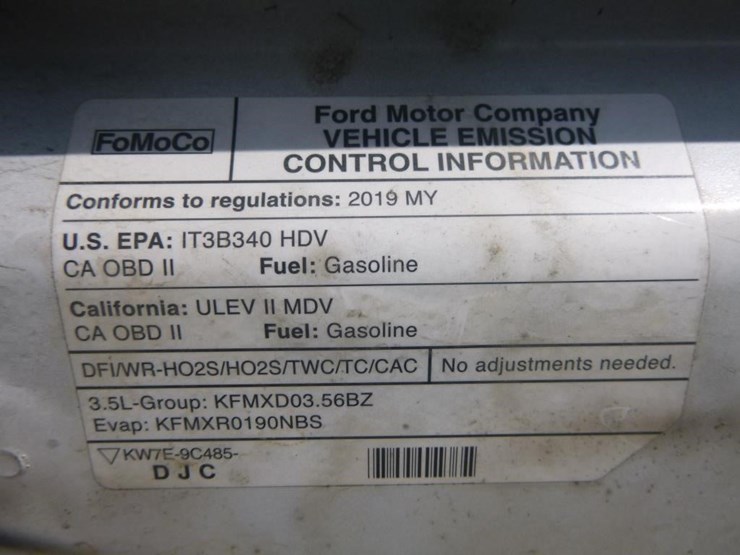 FoMoCo
Ford Motor Company
VEHICLE EMISSION
CONTROL INFORMATION
Conforms to regulations: 2019 MY
U.S. EPA: IT3B340 HDV
CA OBD II Fuel: Gasoline
California: ULEV II MDV
CA OBD II Fuel: Gasoline
DFI/WR-HO2S/HO2S/TWC/TC/CAC No adjustments needed.
3.5L-Group: KFMXD03.56BZ
Evap: KFMXR0190NBS
KW7E-9C485-
DJC